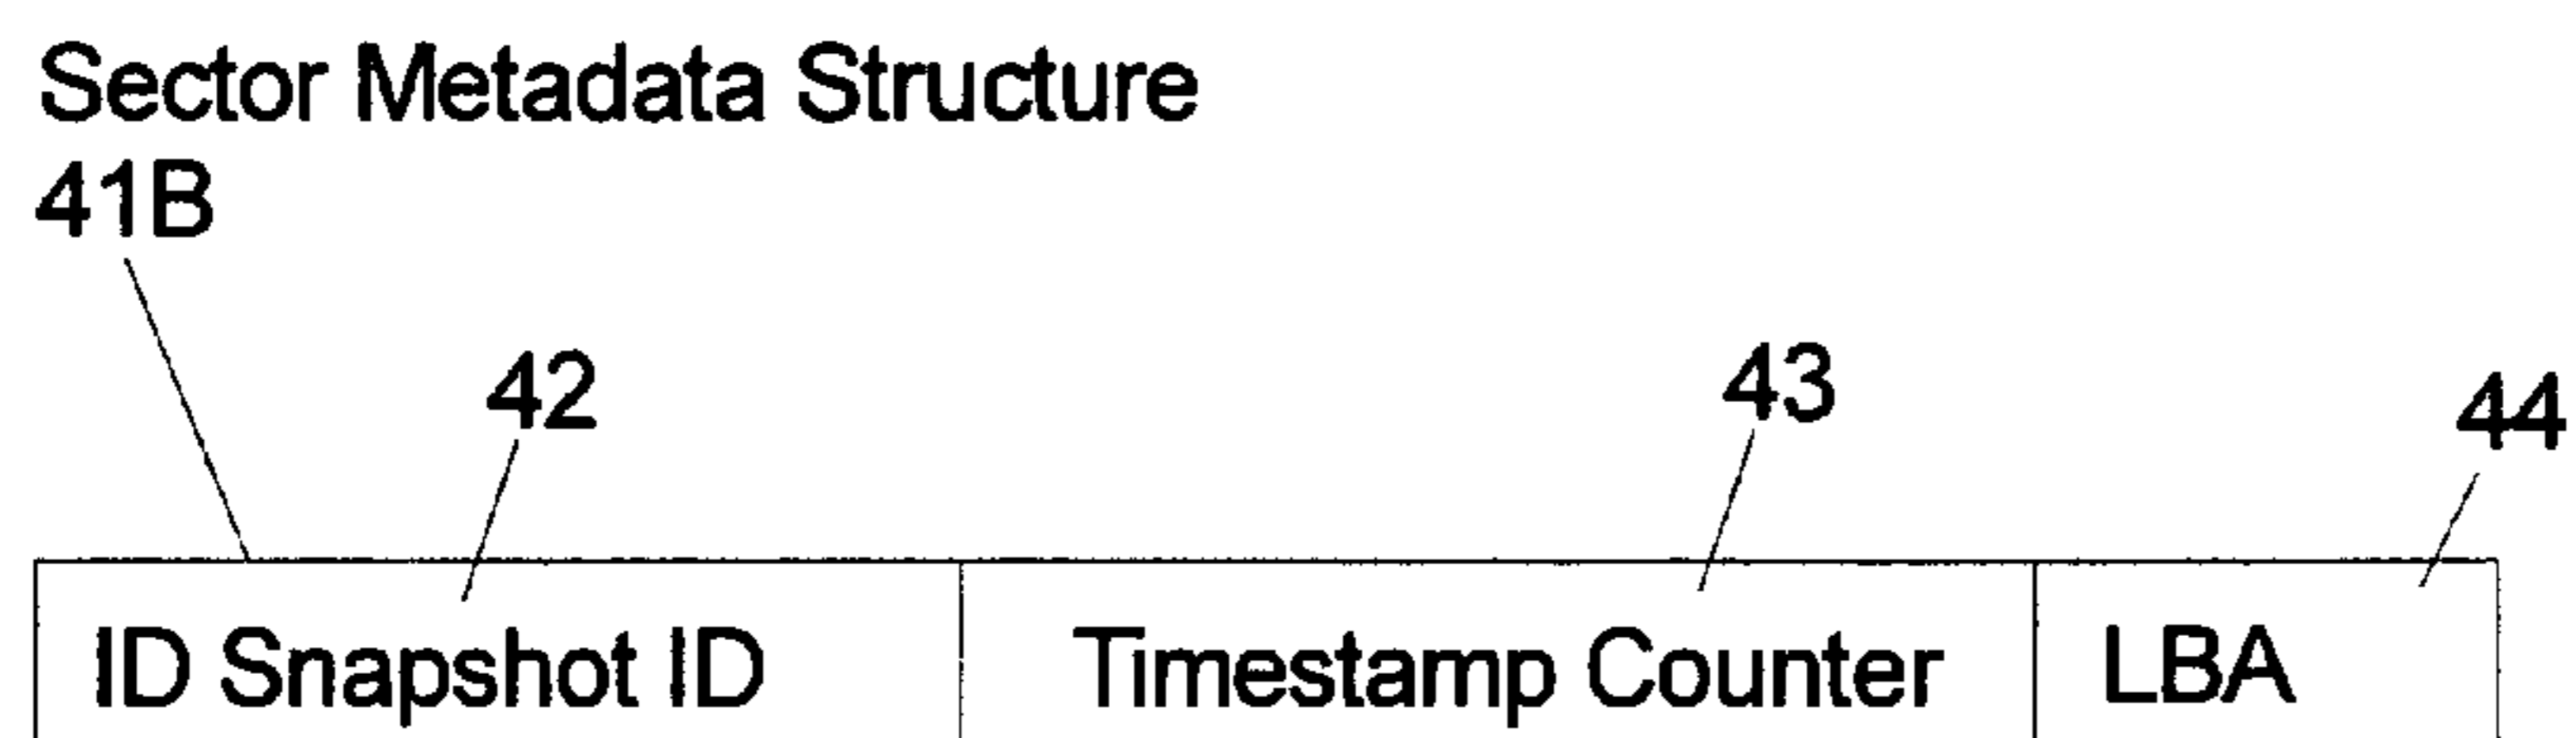 Sector Metadata Structure
41B
42 43 44
ID Snapshot ID Timestamp Counter LBA